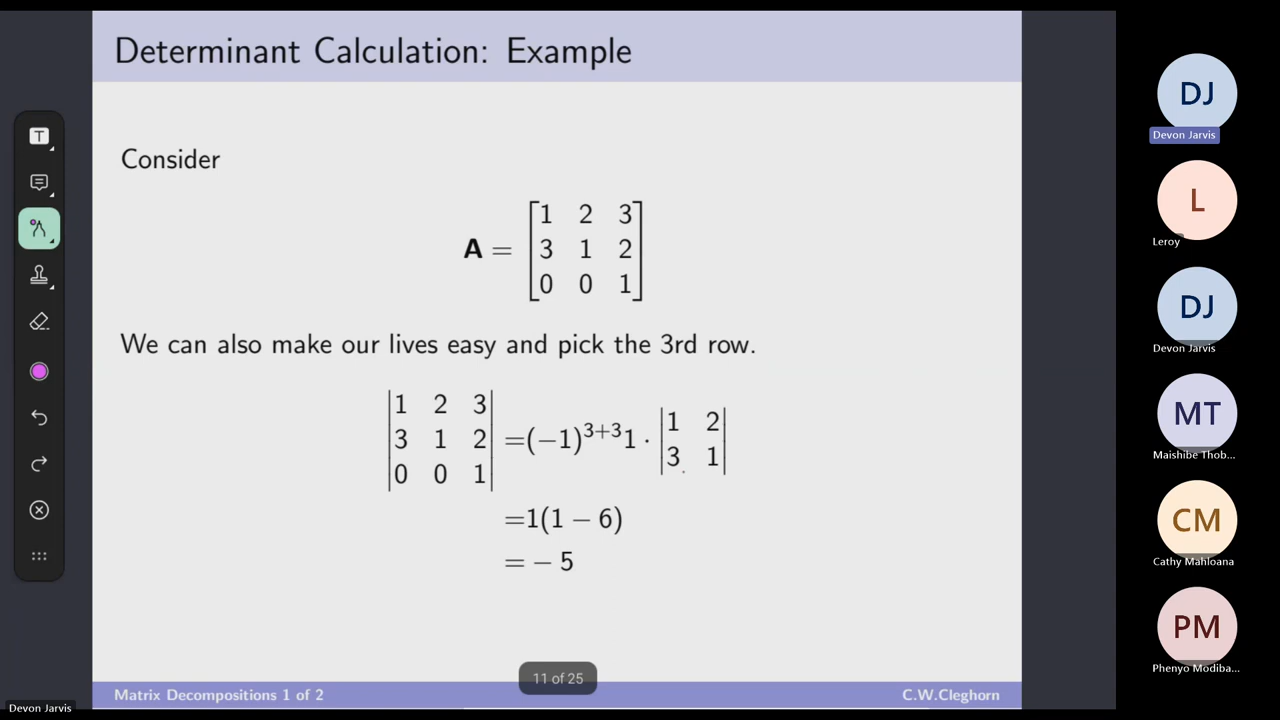 Determinant Calculation: Example
Consider
A = [1 2 3
3 1 2
0 0 1]
We can also make our lives easy and pick the 3rd row.
|1 2 3
3 1 2
0 0 1| =(−1)^{3+3}1 · |1 2
3 1|
=1(1 − 6)
= − 5
11 of 25
Matrix Decompositions 1 of 2
C.W.Cleghorn
Devon Jarvis
T
DJ
Devon Jarvis
L
Leroy
DJ
Devon Jarvis
MT
Maishibe Thob...
CM
Cathy Mahloana
PM
Phenyo Modiba...